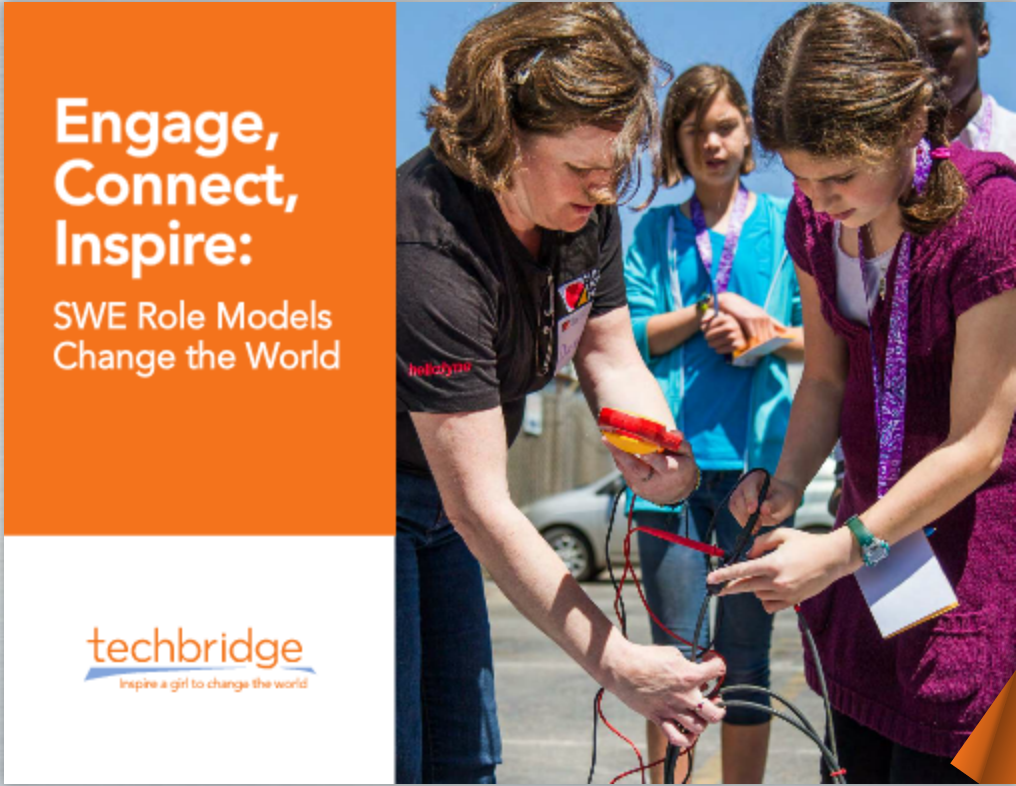 Engage,
Connect,
Inspire:
SWE Role Models
Change the World
techbridge
Inspire a girl to change the world